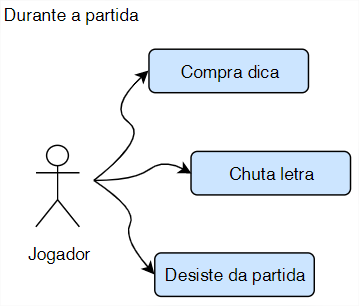 Durante a partida
Compra dica
Chuta letra
Jogador
Desiste da partida